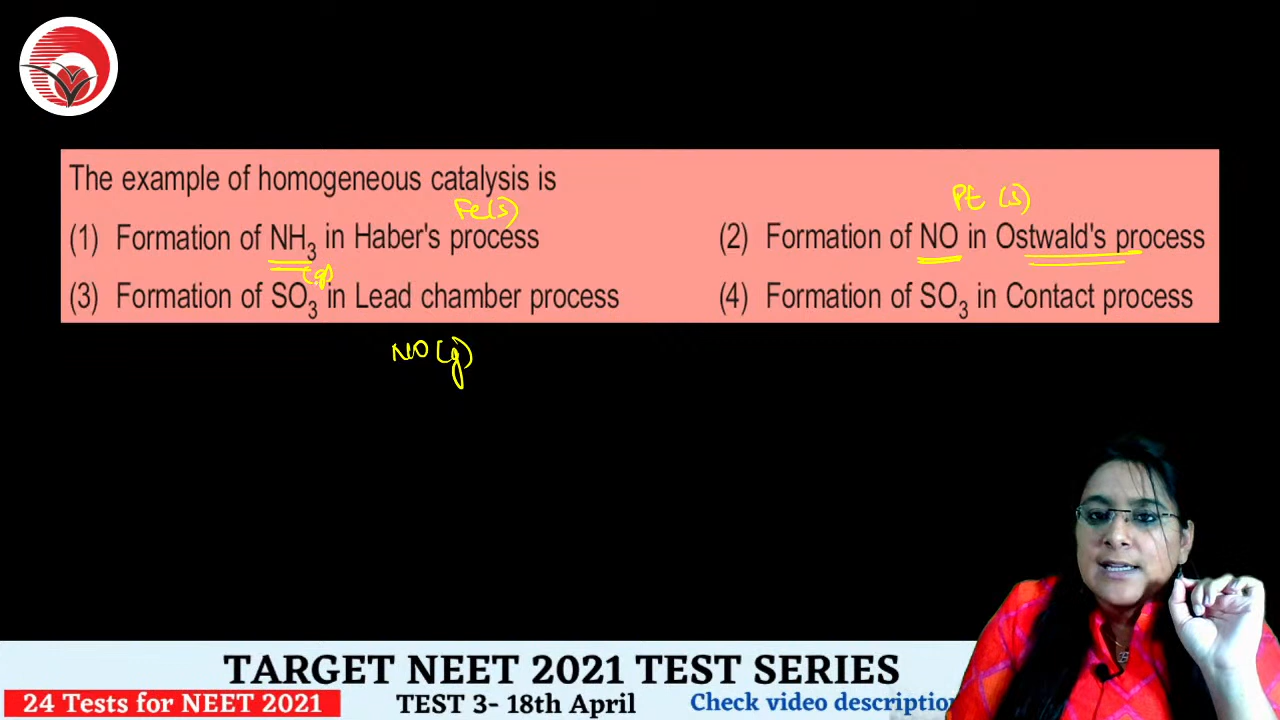 The example of homogeneous catalysis is
Fe(s)
Pt (s)
(1) Formation of NH3 in Haber's process
(2) Formation of NO in Ostwald's process
(g)
(3) Formation of SO3 in Lead chamber process
(4) Formation of SO3 in Contact process
NO(g)
TARGET NEET 2021 TEST SERIES
24 Tests for NEET 2021
TEST 3- 18th April
Check video description